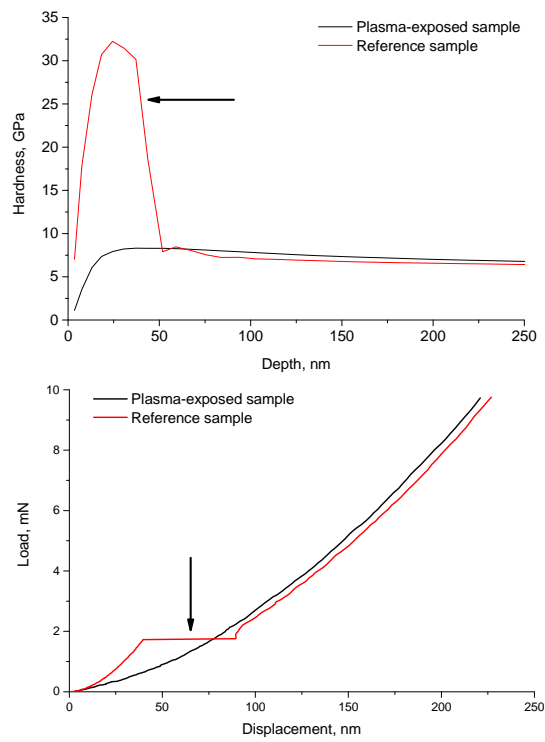 Plasma-exposed sample
Reference sample
Hardness, GPa
35
30
25
20
15
10
5
0
0 50 100 150 200 250
Depth, nm
Plasma-exposed sample
Reference sample
Load, mN
10
8
6
4
2
0
0 50 100 150 200 250
Displacement, nm